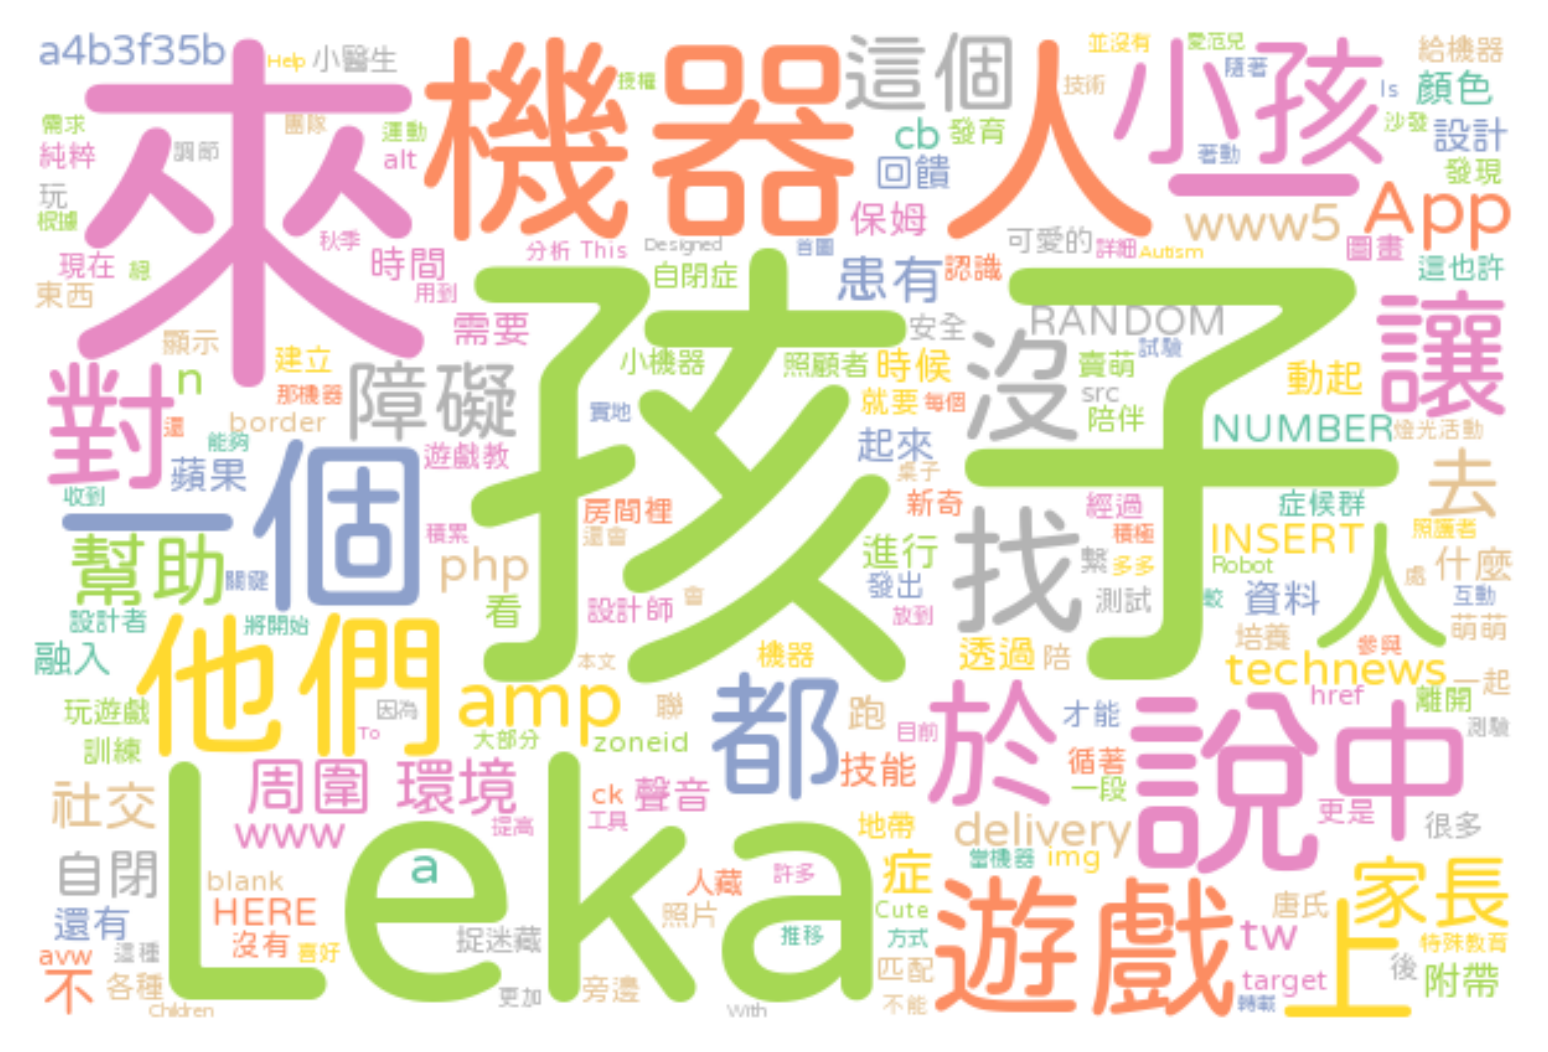 a4b3f35b
Help
小醫生
來
機器
授權
這個
人
並沒有
愛厄兒
小孩
隨著
技術
ls
給機器
顏色
沙發
需求
團隊
運動
cb
發育
設計
純粹
調節
alt
回饋
著動
發現
玩
根據
保姆
一
www5
App
秋季
分析
This
Designed
首圖
可愛的
詳細
Autism
圖畫
現在
總
時間
自閉症
患有
認識
這也許
東西
用到
孩子
讓
需要
安全
RANDOM
顯示
建立
小機器
照顧者
時候
沒
試驗
賣萌
動起
對
n
那機器
障礙
實地
就要
每個
src
陪伴
還
border
NUMBER
燈光活動
能夠
遊戲教
起來
蘋果
桌子
去
收到
一個
房間裡
新奇
經過
症候群
積累
還會
找
積極
INSERT
照護者
幫助
關鍵
php
進行
繫
多多
Robot
人
處
什麼
看
設計師
會
發出
測試
較
資料
互動
設計者
將開始
放到
培養
萌萌
融入
他們
本文
機器
透過
陪
參與
technews
一起
玩遊戲
因為
amp
聯
都
跑
目前
於
才能
說
href
離開
中
測驗
訓練
To
大部分
zoneid
技能
循著
一段
社交
周圍
環境
Leka
ck
聲音
更是
很多
www
提高
工具
地帶
delivery
自閉
a
當機器
img
家長
blank
人藏
許多
症
還有
HERE
照片
Cute
遊戲
唐氏
上
avw
這種
沒有
喜好
捉迷藏
推移
方式
tw
特殊教育
不
各種
更加
旁邊
匹配
target
後
附帶
Children
With
不能
轉載